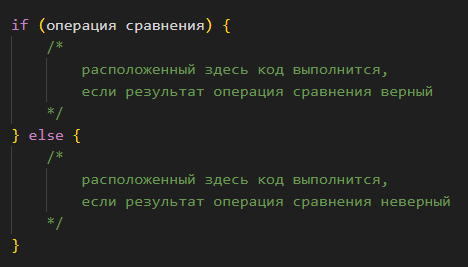 if (операция сравнения) {
/*
расположенный здесь код выполнится,
если результат операция сравнения верный
*/
} else {
/*
расположенный здесь код выполнится,
если результат операция сравнения неверный
*/
}